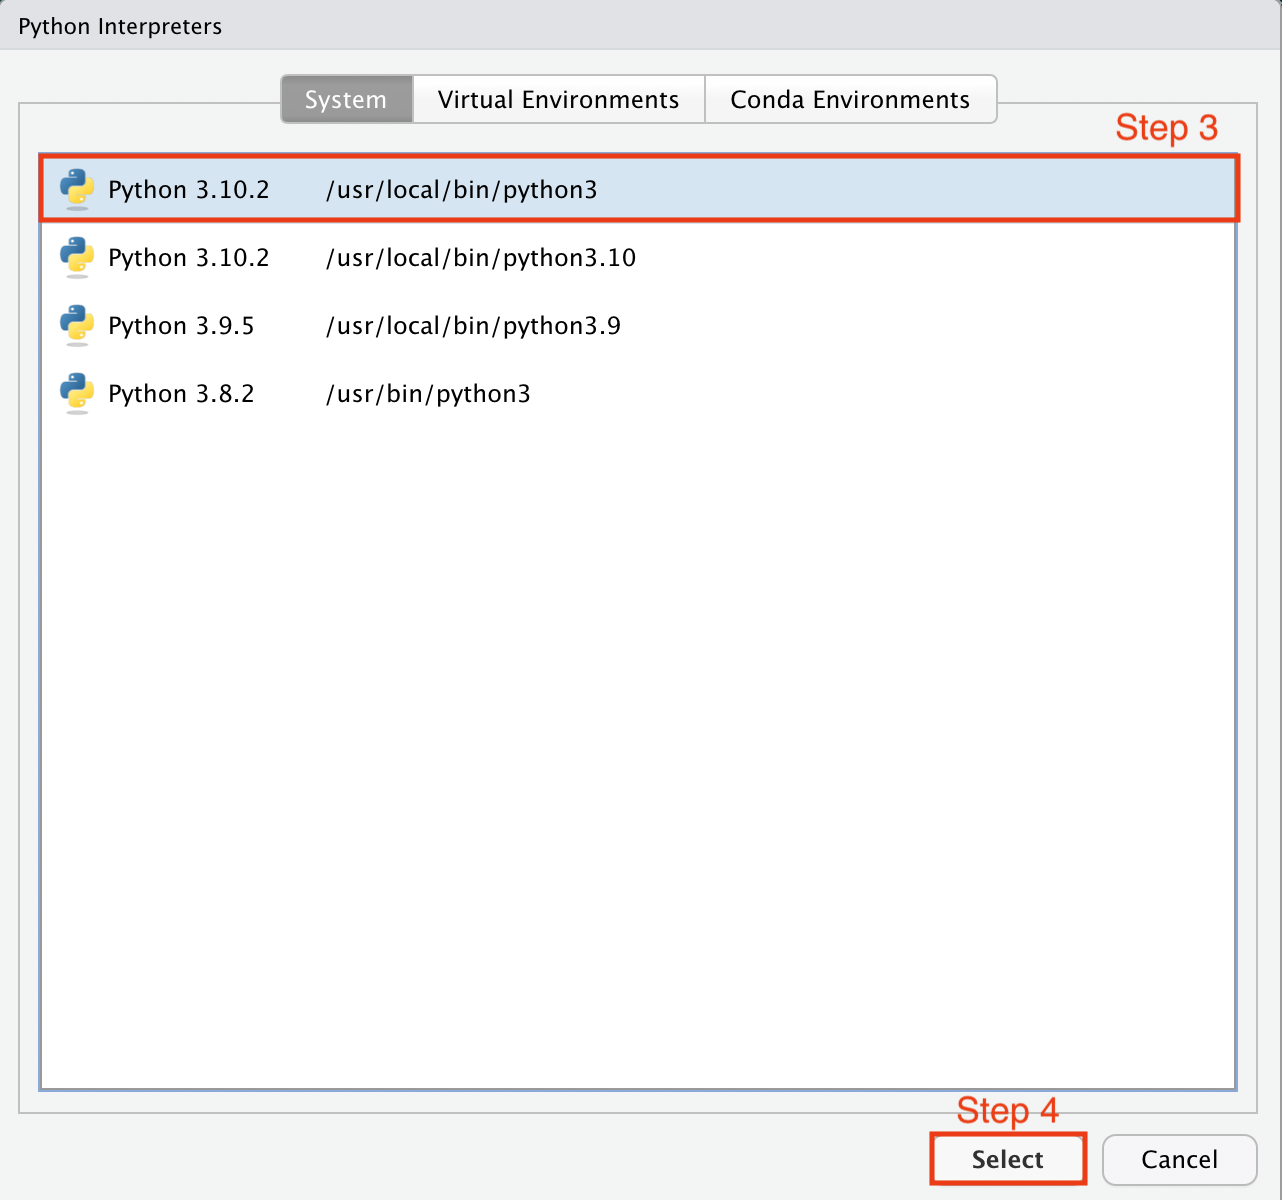 Python Interpreters
System Virtual Environments Conda Environments
Step 3
Python 3.10.2 /usr/local/bin/python3
Python 3.10.2 /usr/local/bin/python3.10
Python 3.9.5 /usr/local/bin/python3.9
Python 3.8.2 /usr/bin/python3
Step 4
Select Cancel